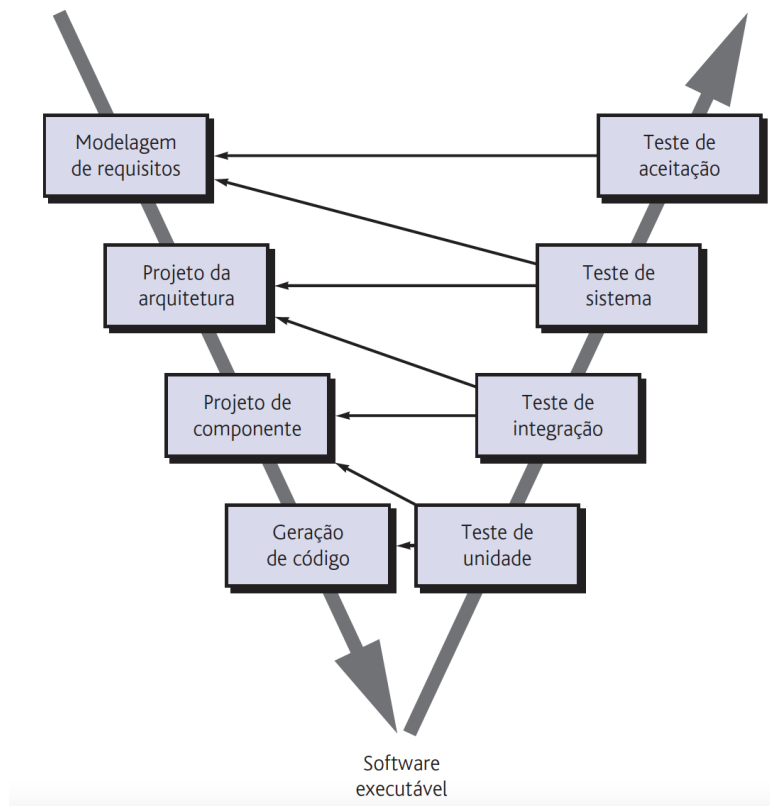 Modelagem
de requisitos
Teste de
aceitação
Projeto da
arquitetura
Teste de
sistema
Projeto de
componente
Teste de
integração
Geração
de código
Teste de
unidade
Software
executável